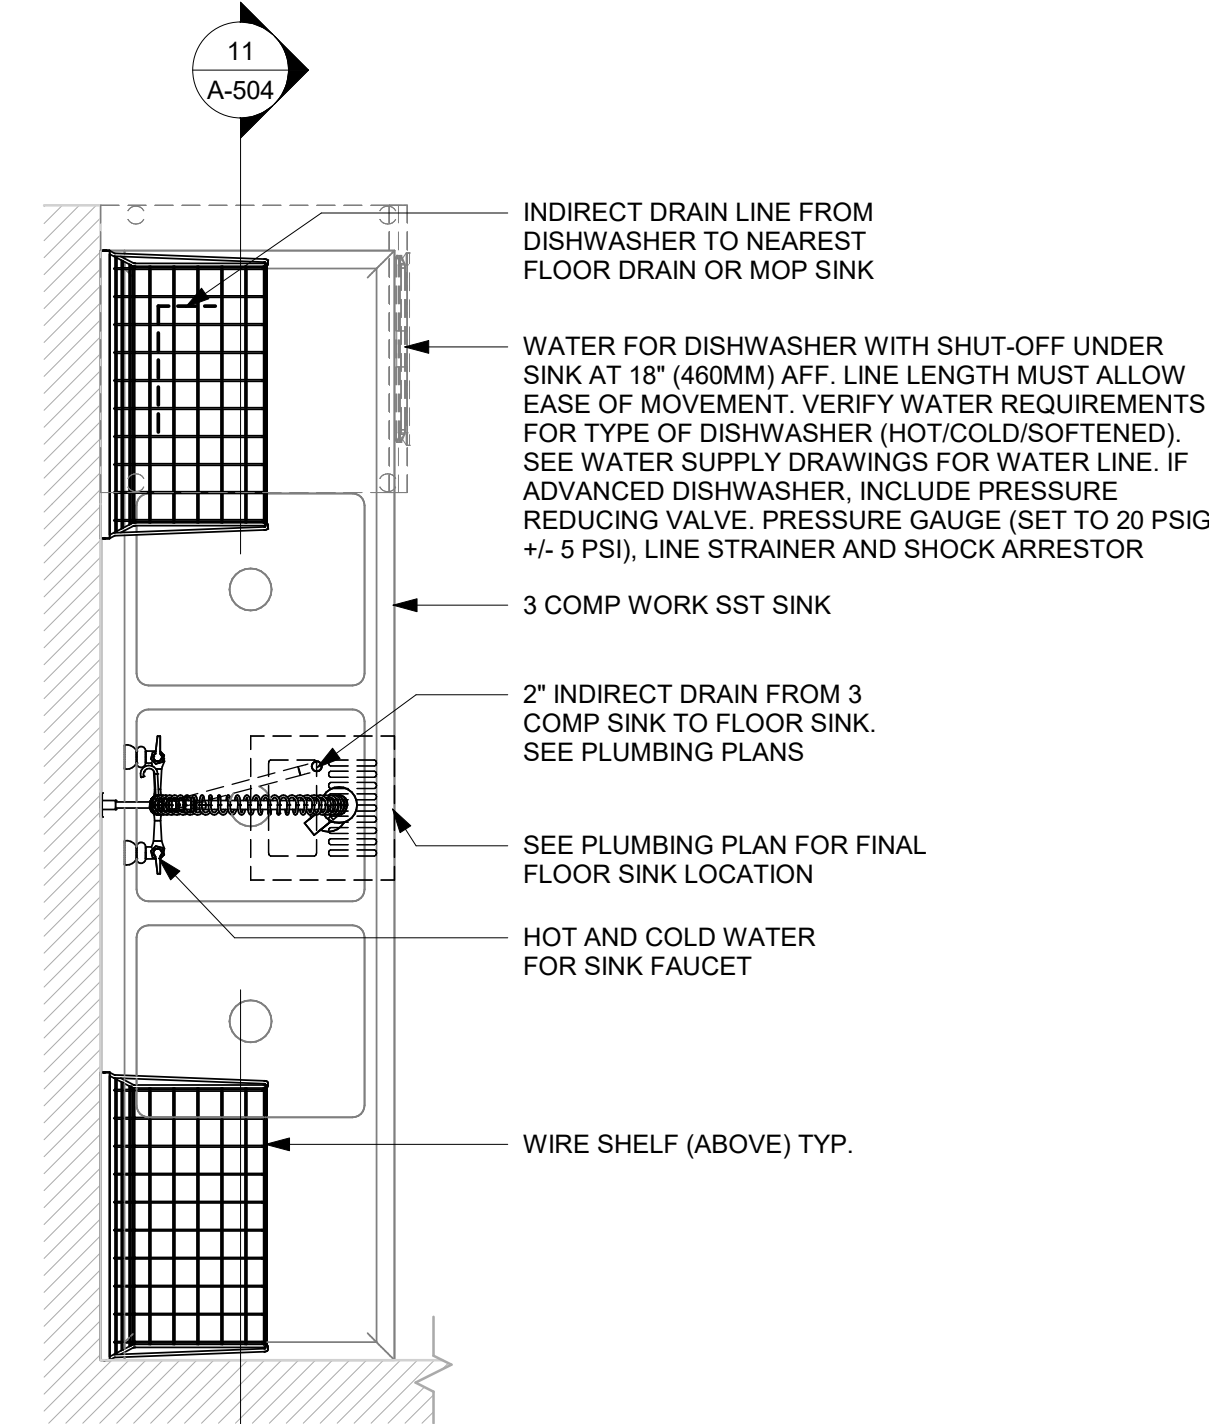 11
A-504
INDIRECT DRAIN LINE FROM
DISHWASHER TO NEAREST
FLOOR DRAIN OR MOP SINK
WATER FOR DISHWASHER WITH SHUT-OFF UNDER
SINK AT 18" (460MM) AFF. LINE LENGTH MUST ALLOW
EASE OF MOVEMENT. VERIFY WATER REQUIREMENTS
FOR TYPE OF DISHWASHER (HOT/COLD/SOFTENED).
SEE WATER SUPPLY DRAWINGS FOR WATER LINE. IF
ADVANCED DISHWASHER, INCLUDE PRESSURE
REDUCING VALVE. PRESSURE GAUGE (SET TO 20 PSIG
+/- 5 PSI), LINE STRAINER AND SHOCK ARRESTOR
3 COMP WORK SST SINK
2" INDIRECT DRAIN FROM 3
COMP SINK TO FLOOR SINK.
SEE PLUMBING PLANS
SEE PLUMBING PLAN FOR FINAL
FLOOR SINK LOCATION
HOT AND COLD WATER
FOR SINK FAUCET
WIRE SHELF (ABOVE) TYP.